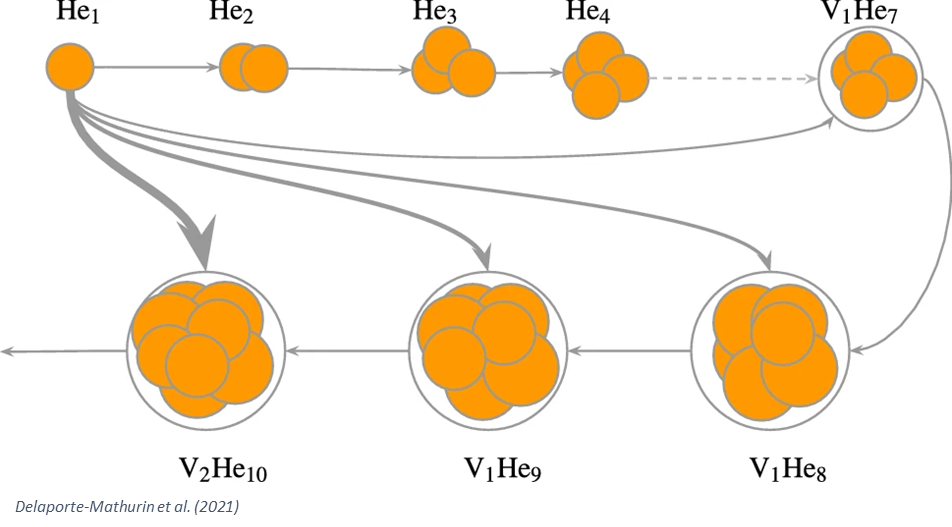 He₁ He₂ He₃ He₄ V₁He₇
V₂He₁₀ V₁He₉ V₁He₈
Delaporte-Mathurin et al. (2021)